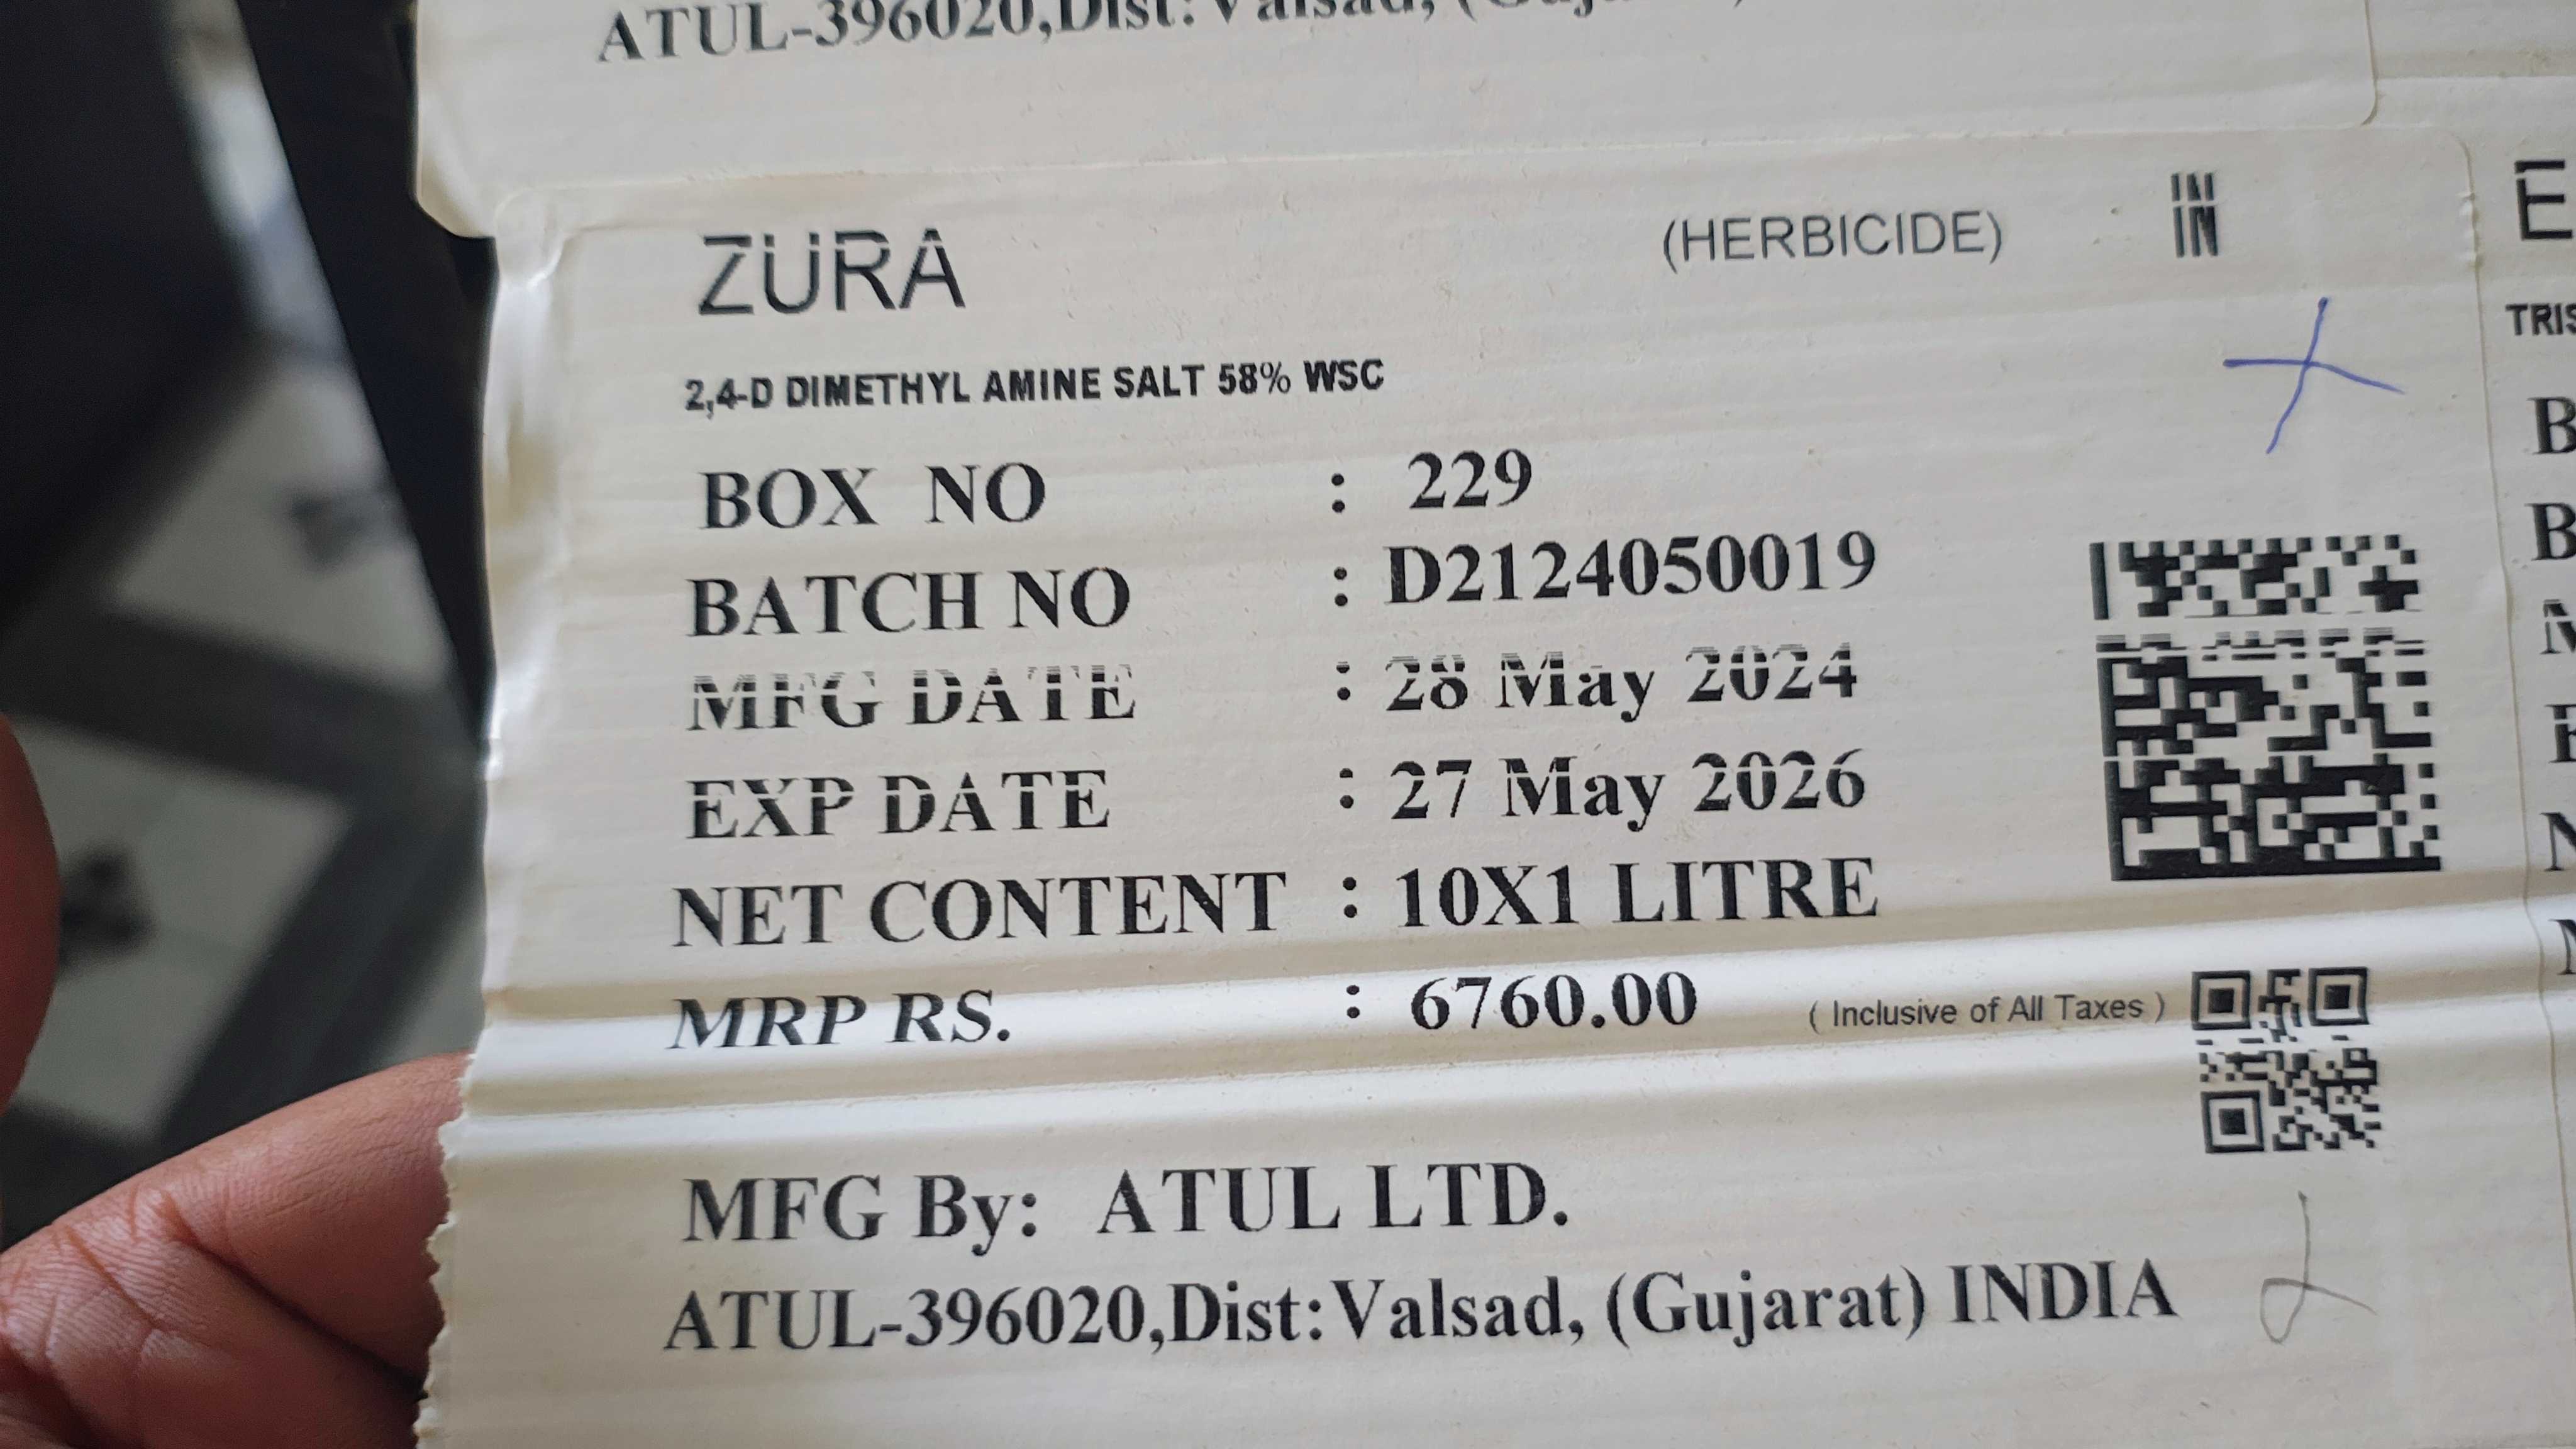 ATUL-396020,Dist:Valsad,
ZURA (HERBICIDE) IN
2,4-D DIMETHYL AMINE SALT 58% WSC
BOX NO : 229
BATCH NO : D2124050019
MFG DATE : 28 May 2024
EXP DATE : 27 May 2026
NET CONTENT : 10X1 LITRE
MRP RS. : 6760.00 ( Inclusive of All Taxes )
MFG By: ATUL LTD.
ATUL-396020,Dist:Valsad, (Gujarat) INDIA